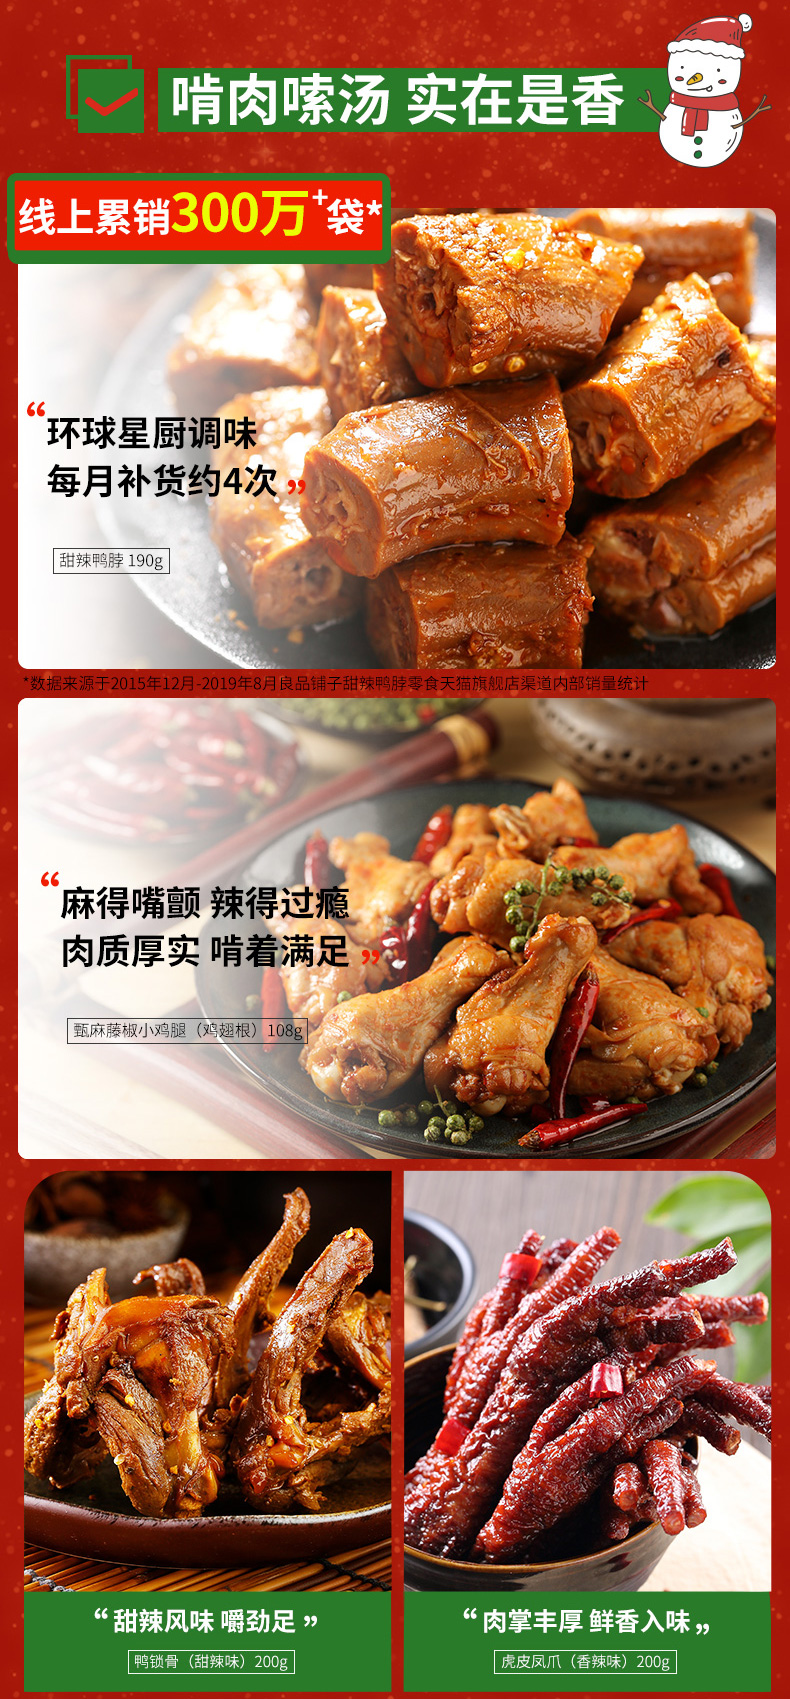 啃肉嗦汤 实在是香
线上累销300万+袋*
“环球星厨调味
每月补货约4次”
甜辣鸭脖 190g
*数据来源于2015年12月-2019年8月良品铺子甜辣鸭脖零食天猫旗舰店渠道内部销量统计
“麻得嘴颤 辣得过瘾
肉质厚实 啃着满足”
甄麻藤椒小鸡腿（鸡翅根）108g
“甜辣风味 嚼劲足”
鸭锁骨（甜辣味）200g
“肉掌丰厚 鲜香入味”
虎皮凤爪（香辣味）200g